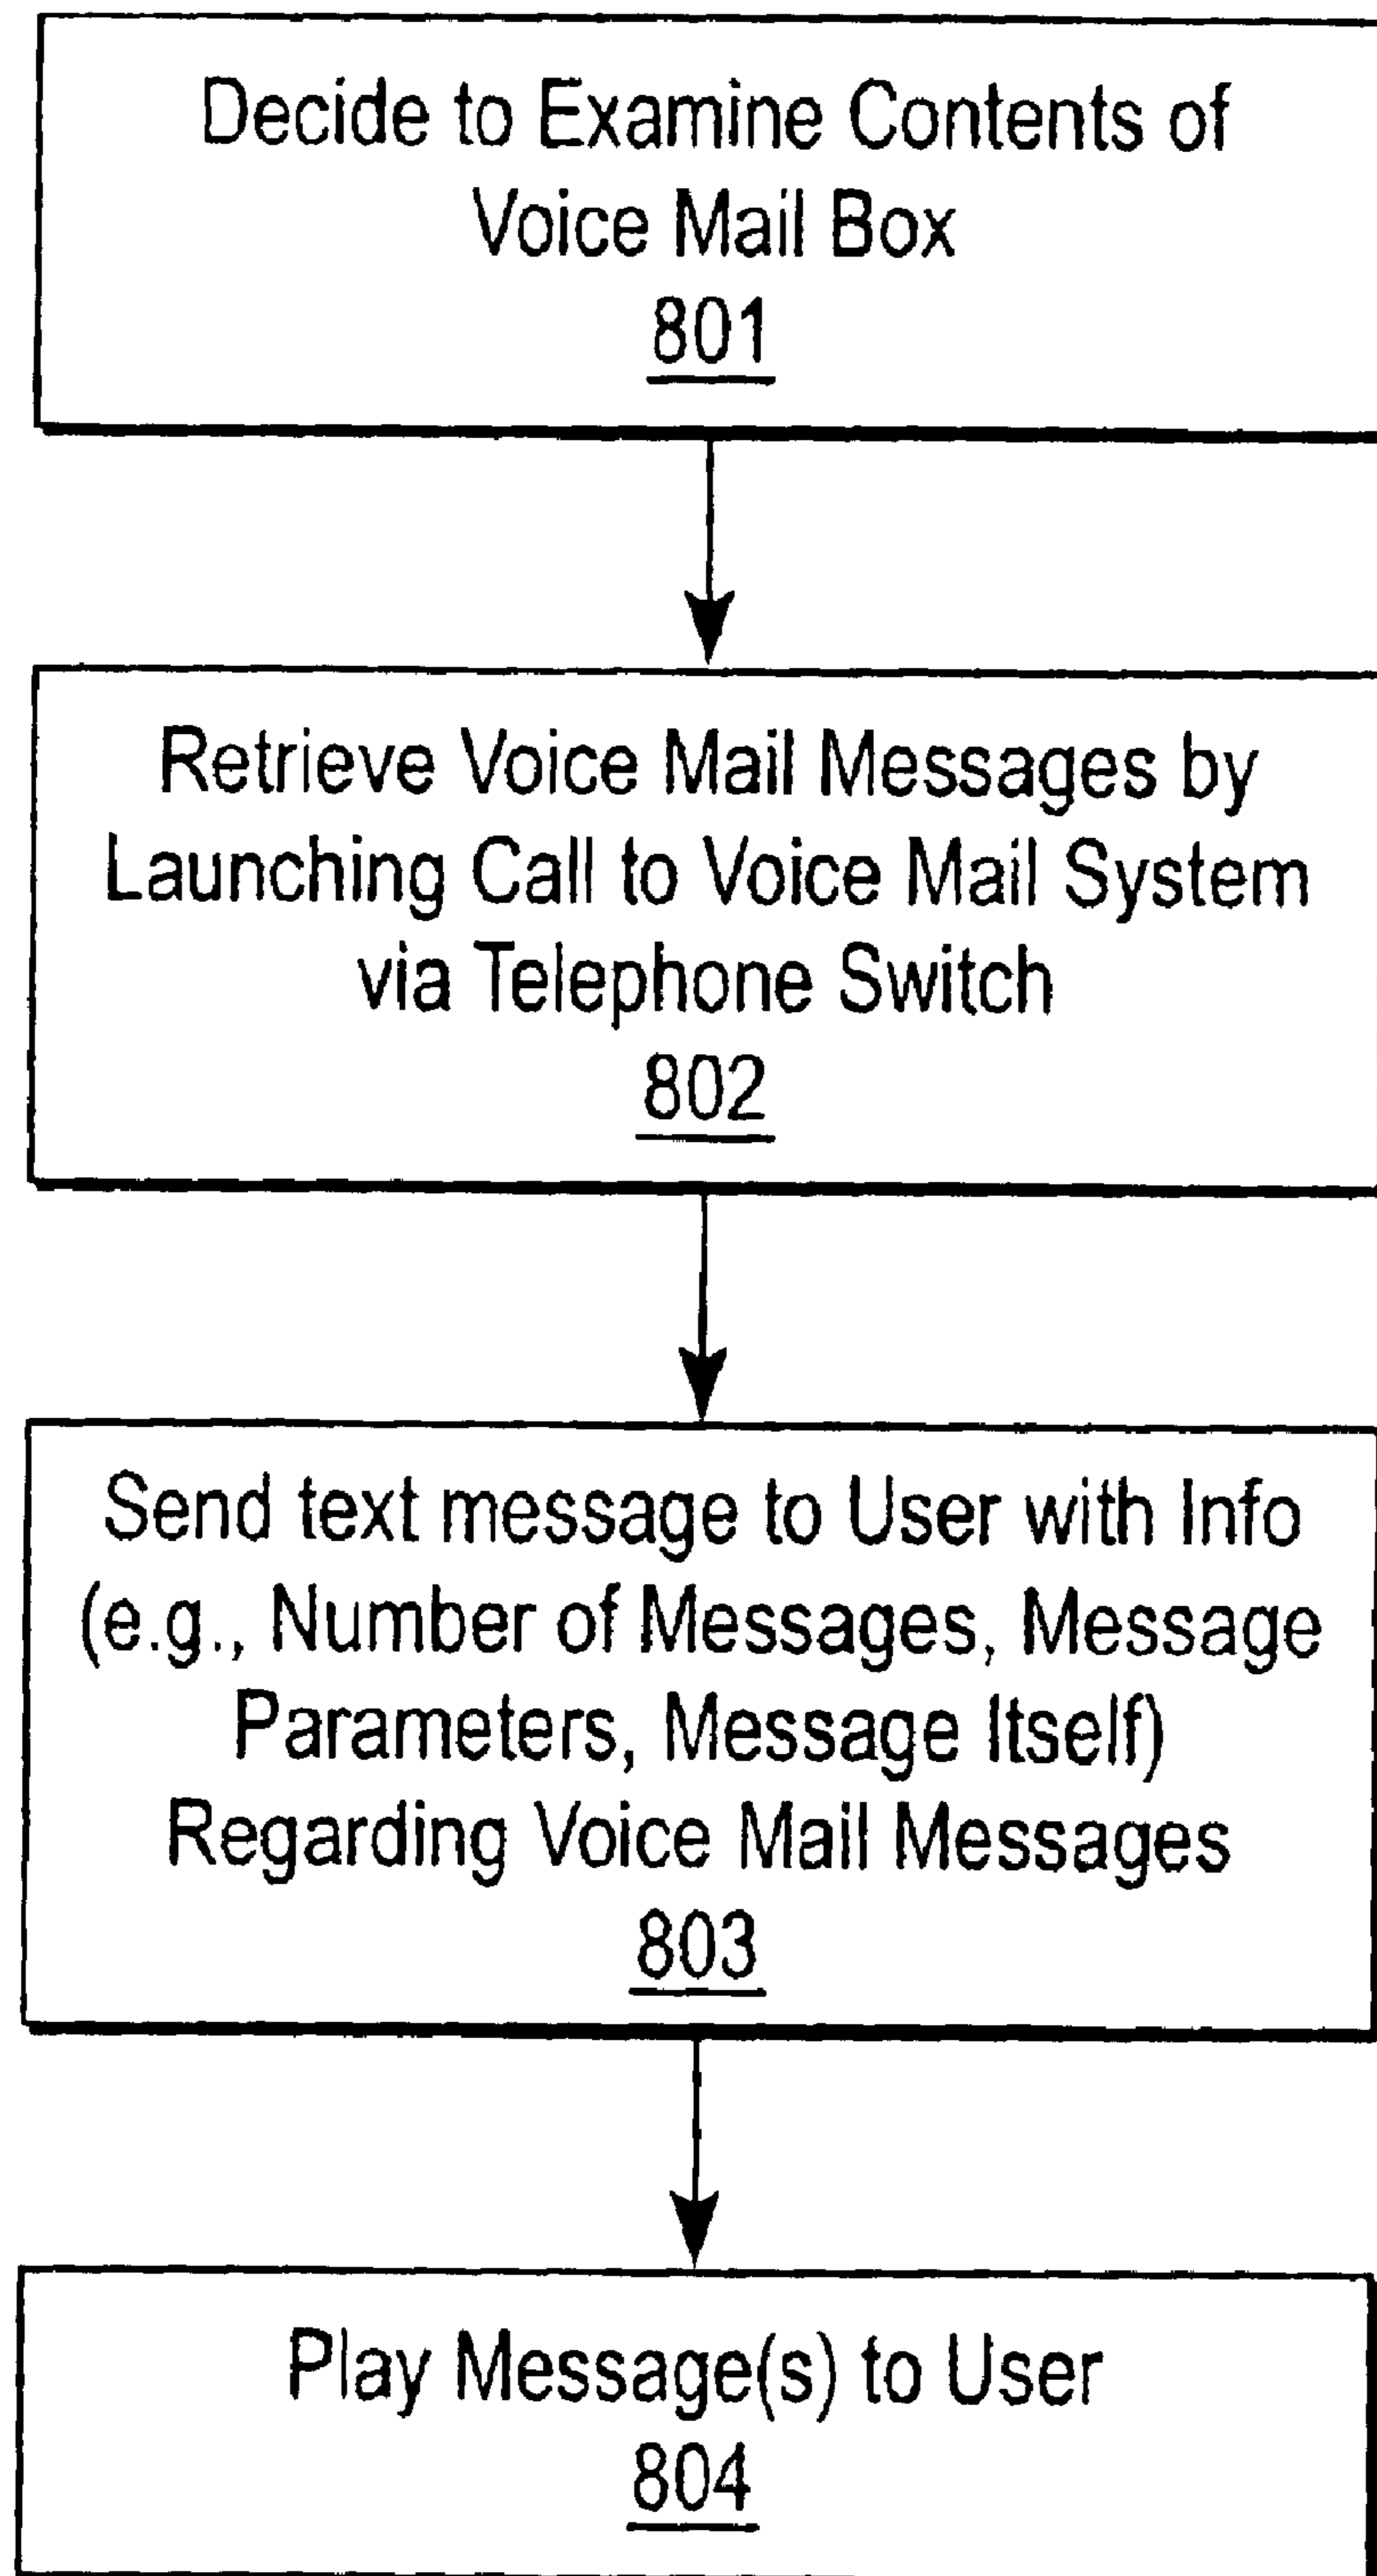 Decide to Examine Contents of
Voice Mail Box
801
Retrieve Voice Mail Messages by
Launching Call to Voice Mail System
via Telephone Switch
802
Send text message to User with Info
(e.g., Number of Messages, Message
Parameters, Message Itself)
Regarding Voice Mail Messages
803
Play Message(s) to User
804